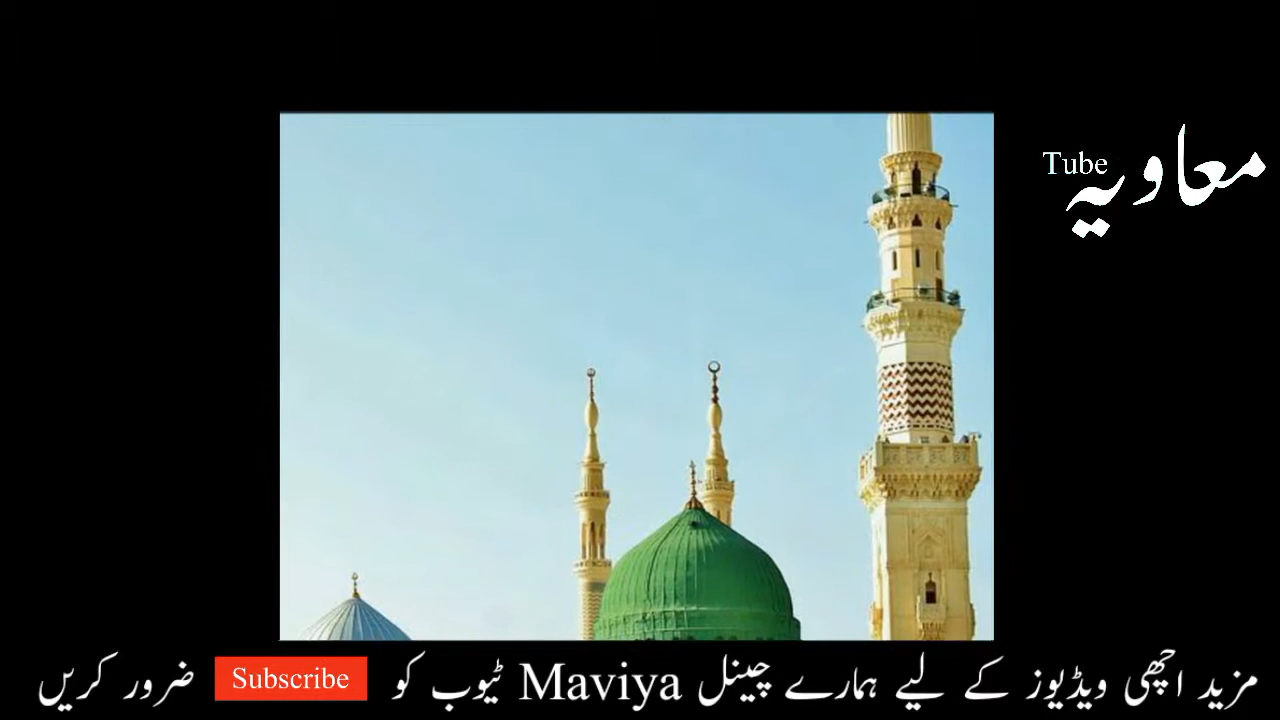 معاویہ Tube
مزید اچھی ویڈیوز کے لیے ہمارے چینل Maviya ٹیوب کو Subscribe ضرور کریں